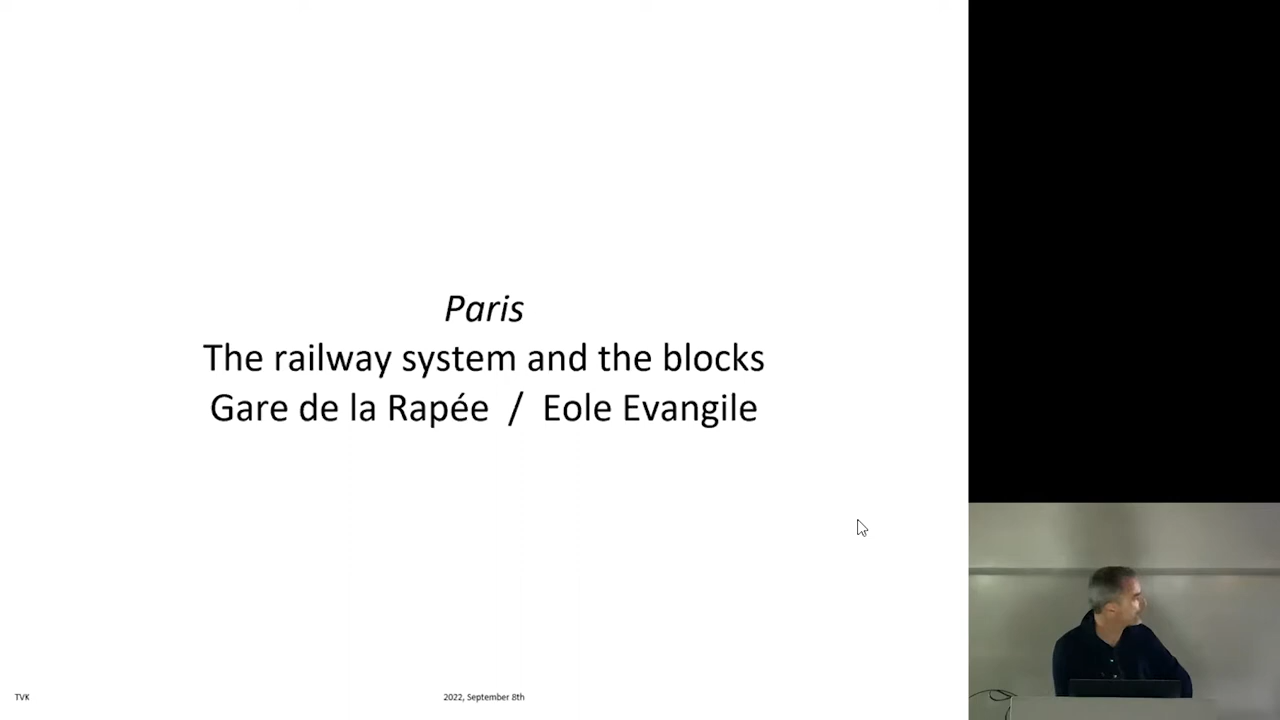 Paris
The railway system and the blocks
Gare de la Rapée / Eole Evangile
TVK
2022, September 8th